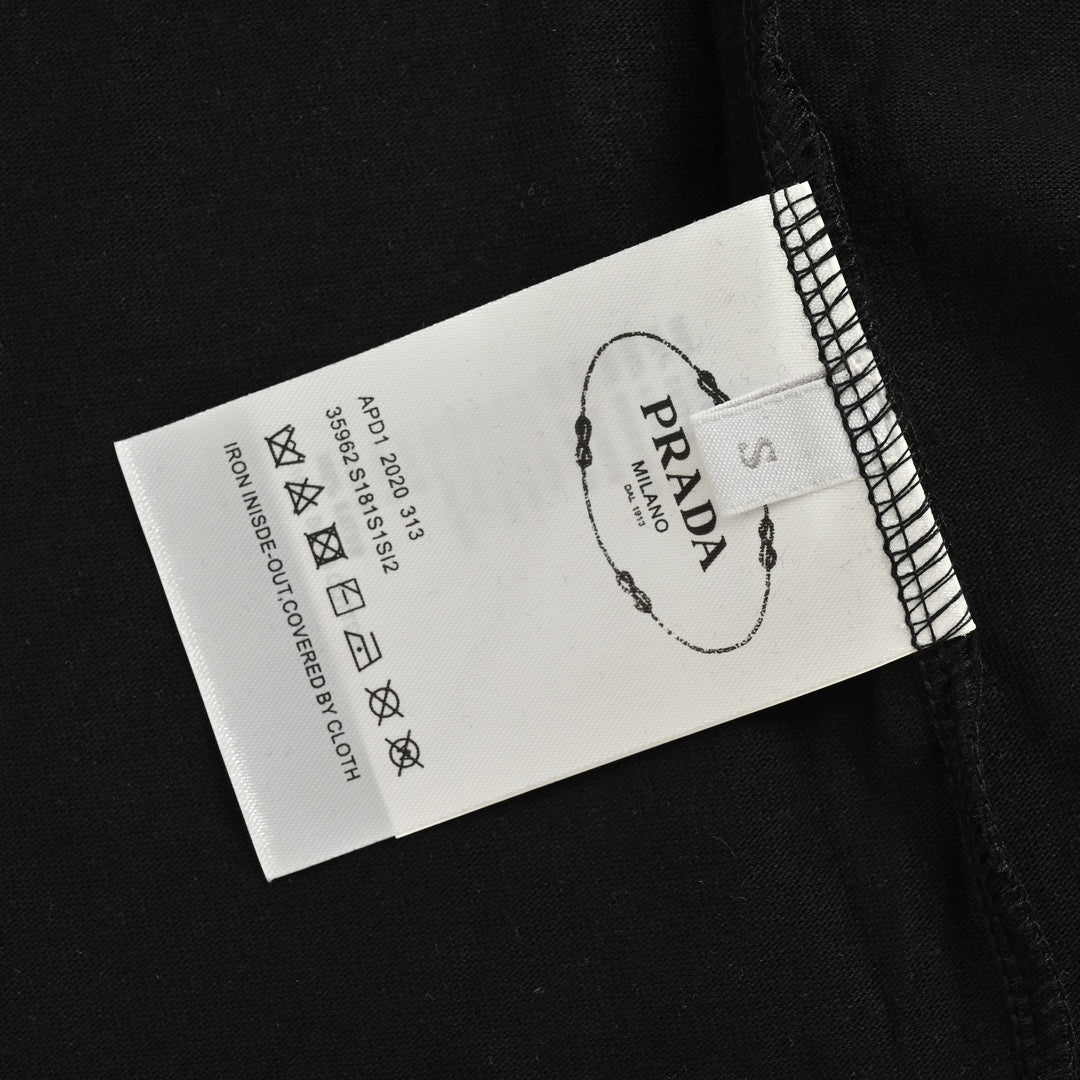 PRADA
MILANO
DAL 1913
S
APD1 2020 313
35962 S181S1SI2
IRON INISDE-OUT,COVERED BY CLOTH